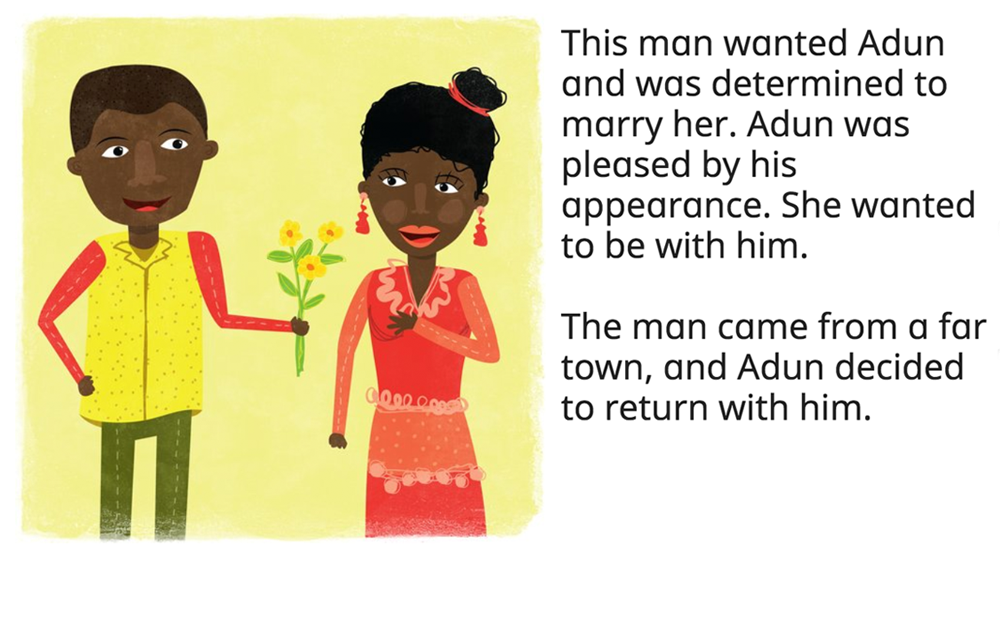 This man wanted Adun
and was determined to
marry her. Adun was
pleased by his
appearance. She wanted
to be with him.
The man came from a far
town, and Adun decided
to return with him.